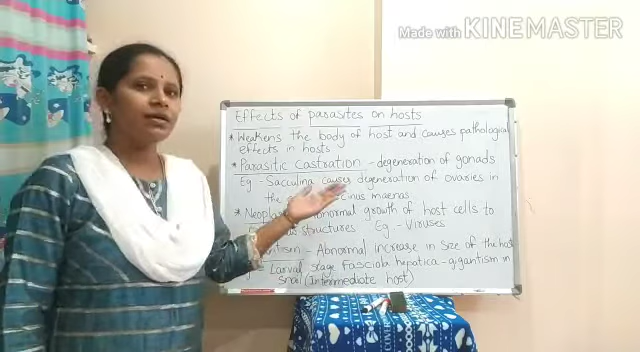 Made with KINEMASTER
Effects of parasites on hosts
* Weakens the body of host and causes pathological
effects in hosts
* Parasitic Castration - degeneration of gonads
Eg - Sacculina causes degeneration of ovaries in
the maenas
* Neopla abnormal growth of host cells to
structures Eg - Viruses
- Abnormal increase in size of the host
Larval stage Fasciola hepatica - gigantism in
snail (Intermediate host)
COVER